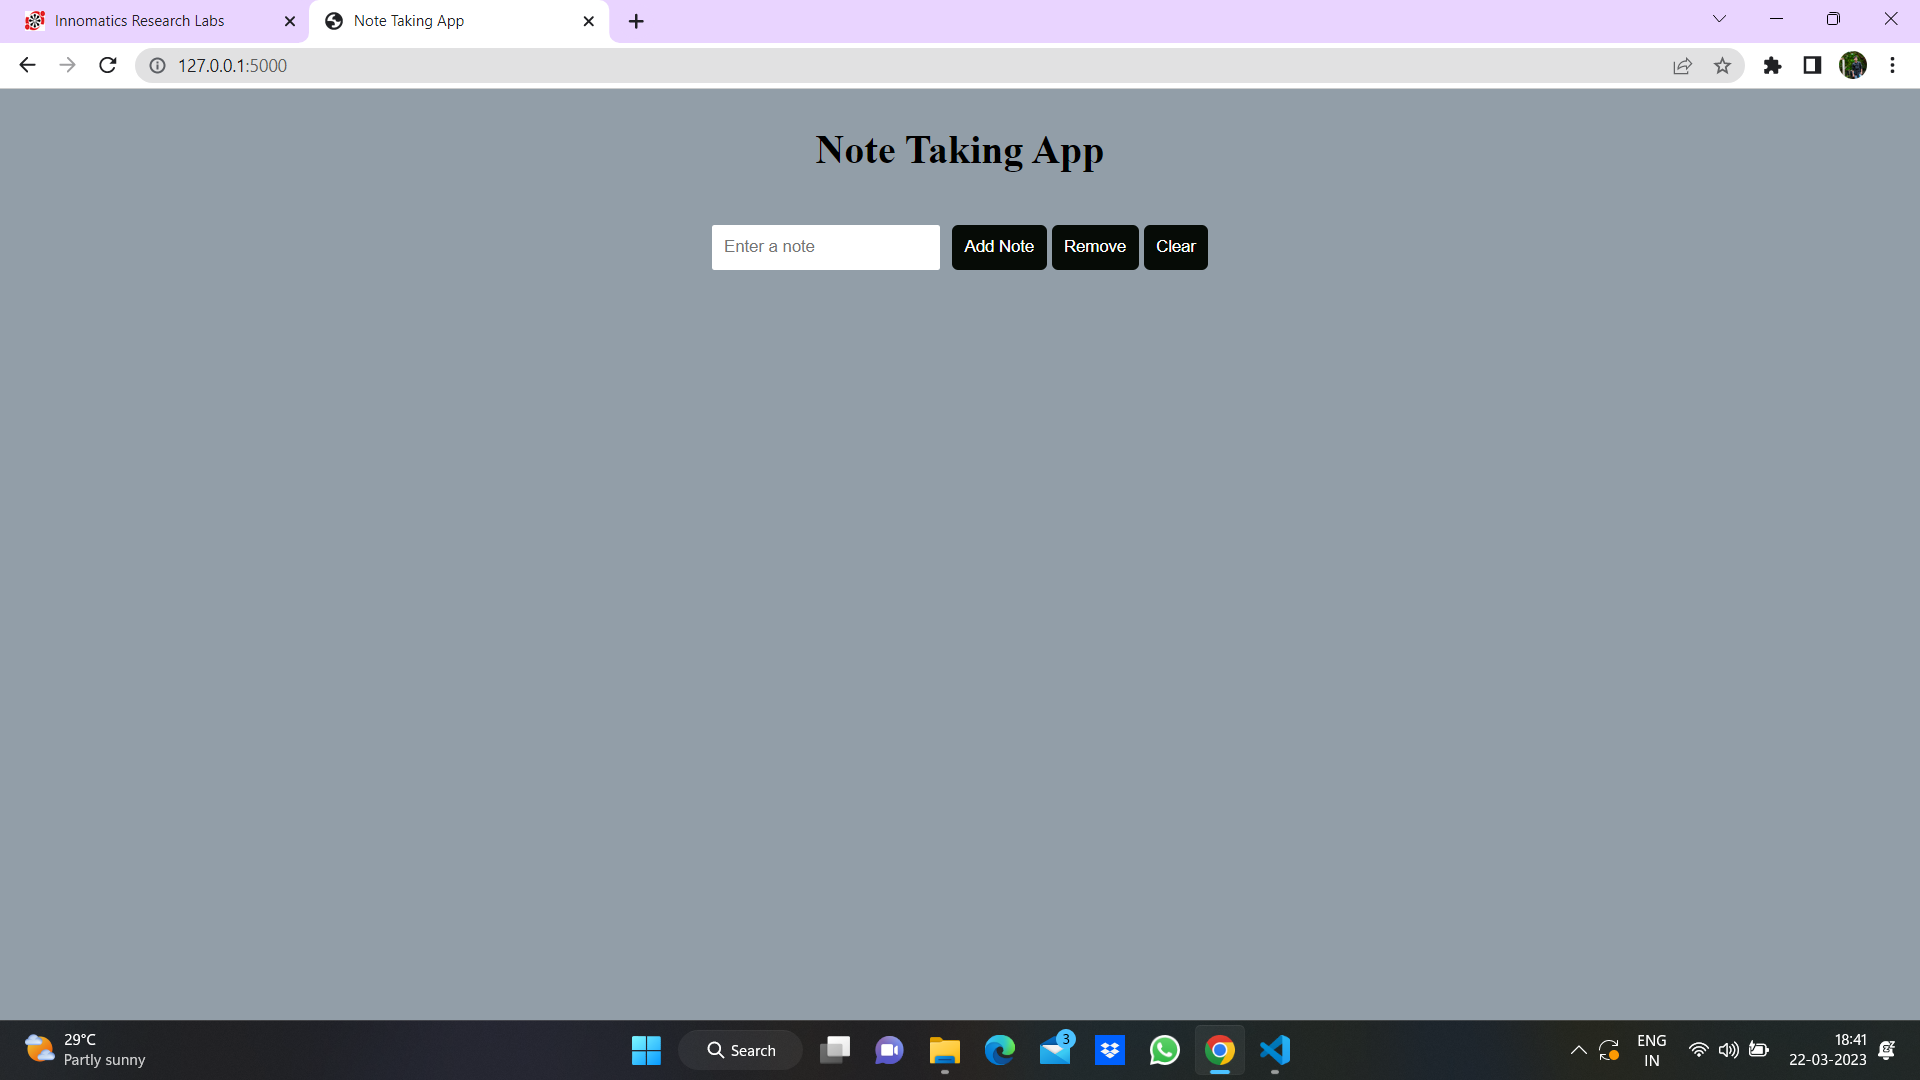 Innomatics Research Labs
Note Taking App
127.0.0.1:5000
Note Taking App
Enter a note
Add Note
Remove
Clear
29°C
Partly sunny
Search
3
ENG
IN
18:41
22-03-2023